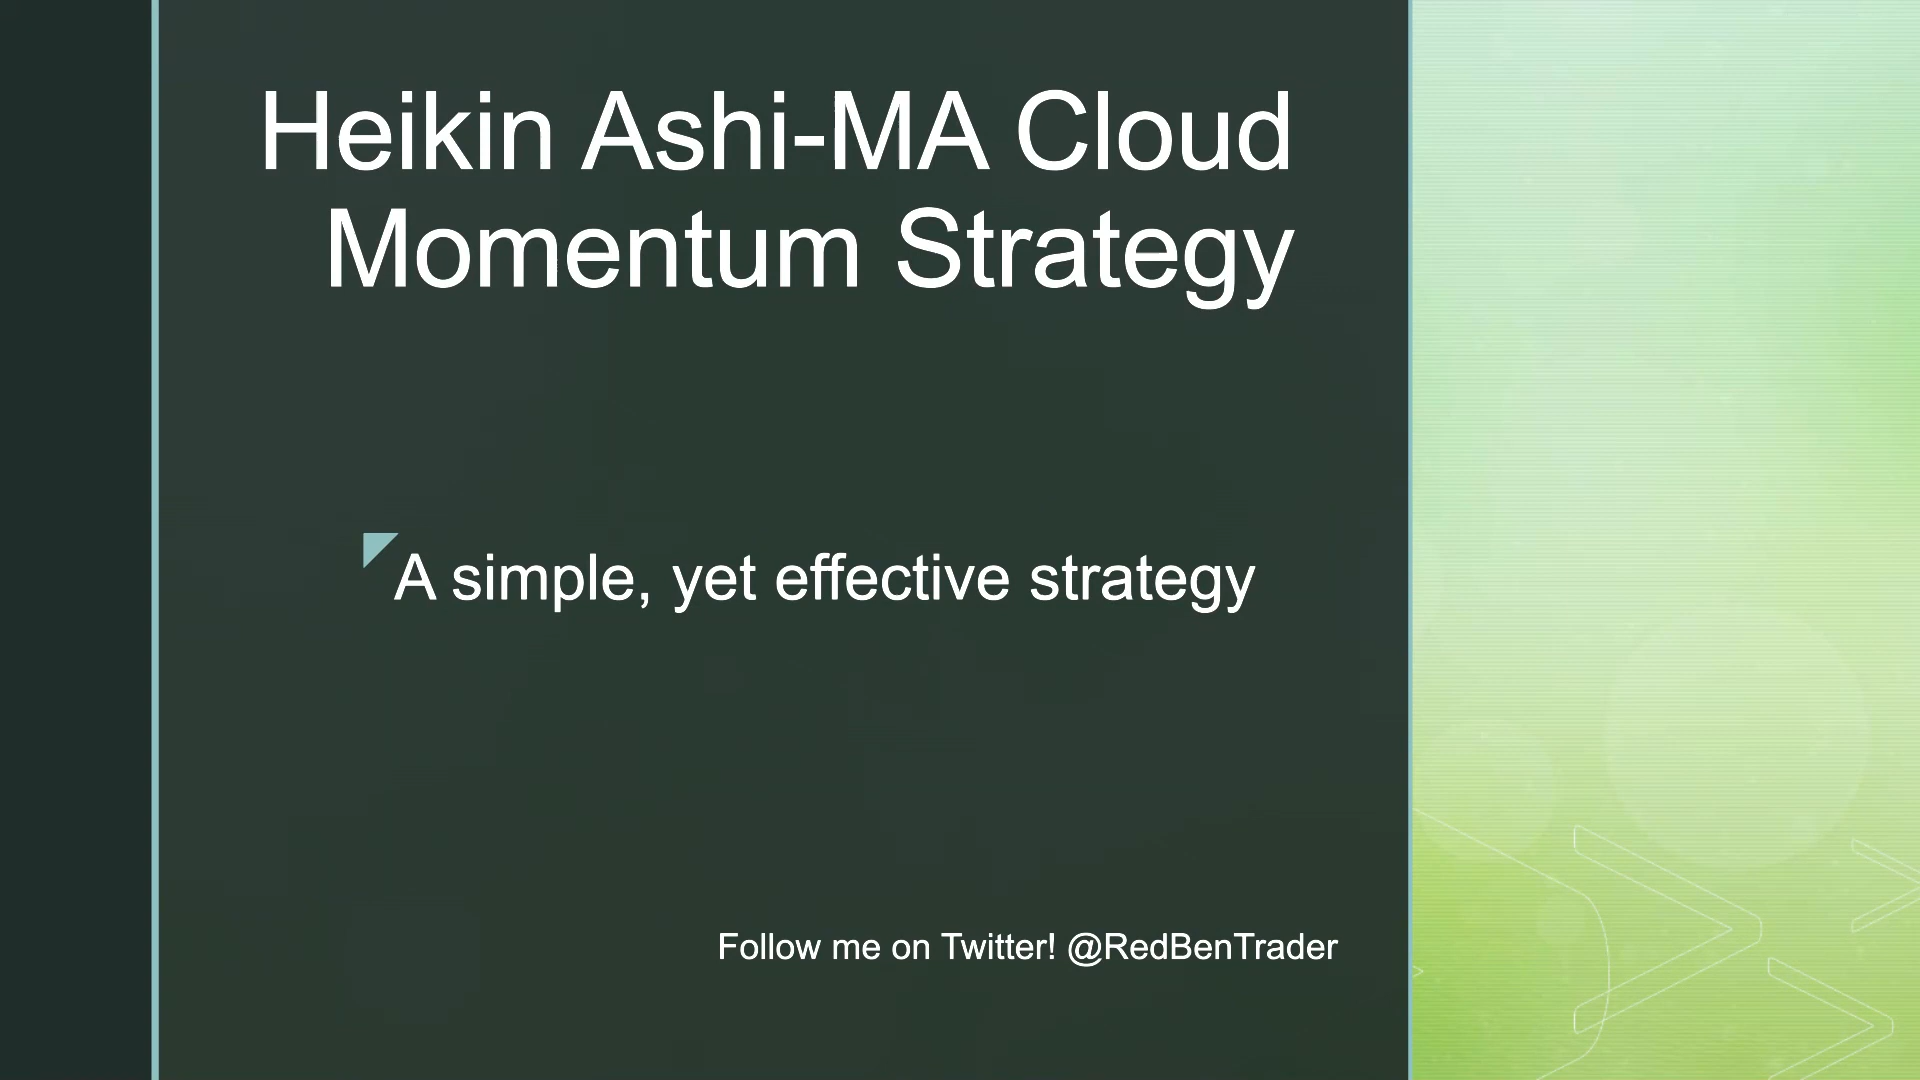 Heikin Ashi-MA Cloud
Momentum Strategy
A simple, yet effective strategy
Follow me on Twitter! @RedBenTrader